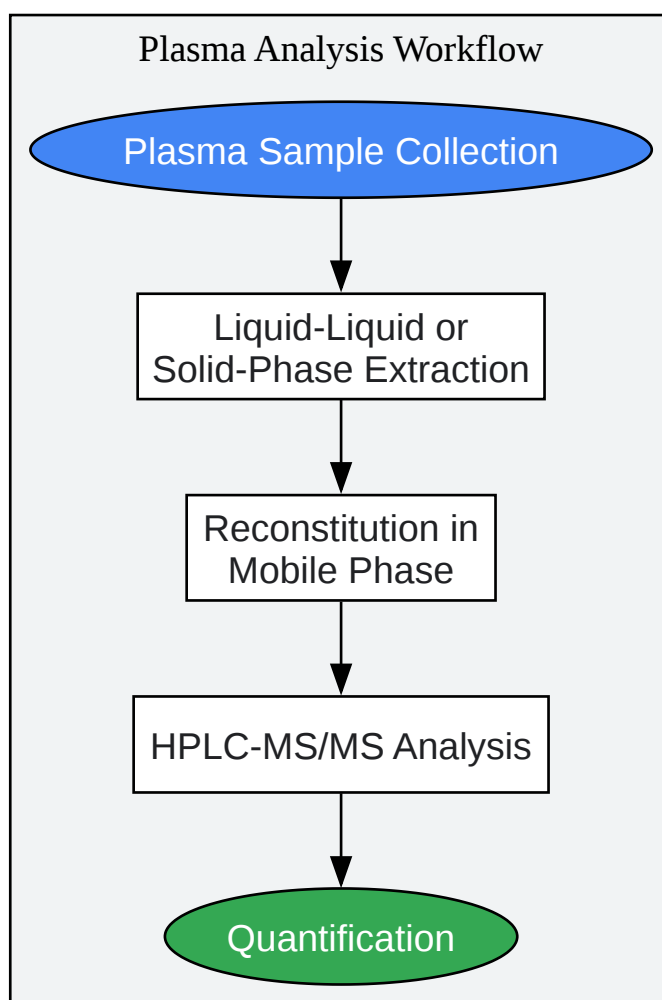 Plasma Analysis Workflow
Plasma Sample Collection
Liquid-Liquid or
Solid-Phase Extraction
Reconstitution in
Mobile Phase
HPLC-MS/MS Analysis
Quantification